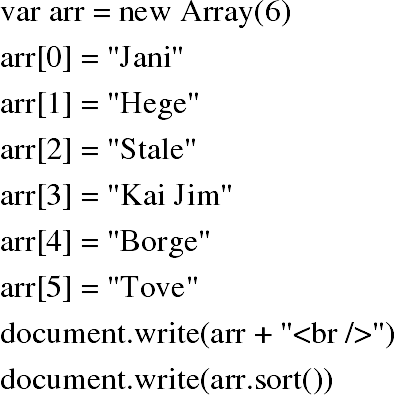 var arr = new Array(6)
arr[0] = "Jani"
arr[1] = "Hege"
arr[2] = "Stale"
arr[3] = "Kai Jim"
arr[4] = "Borge"
arr[5] = "Tove"
document.write(arr + "<br />")
document.write(arr.sort())